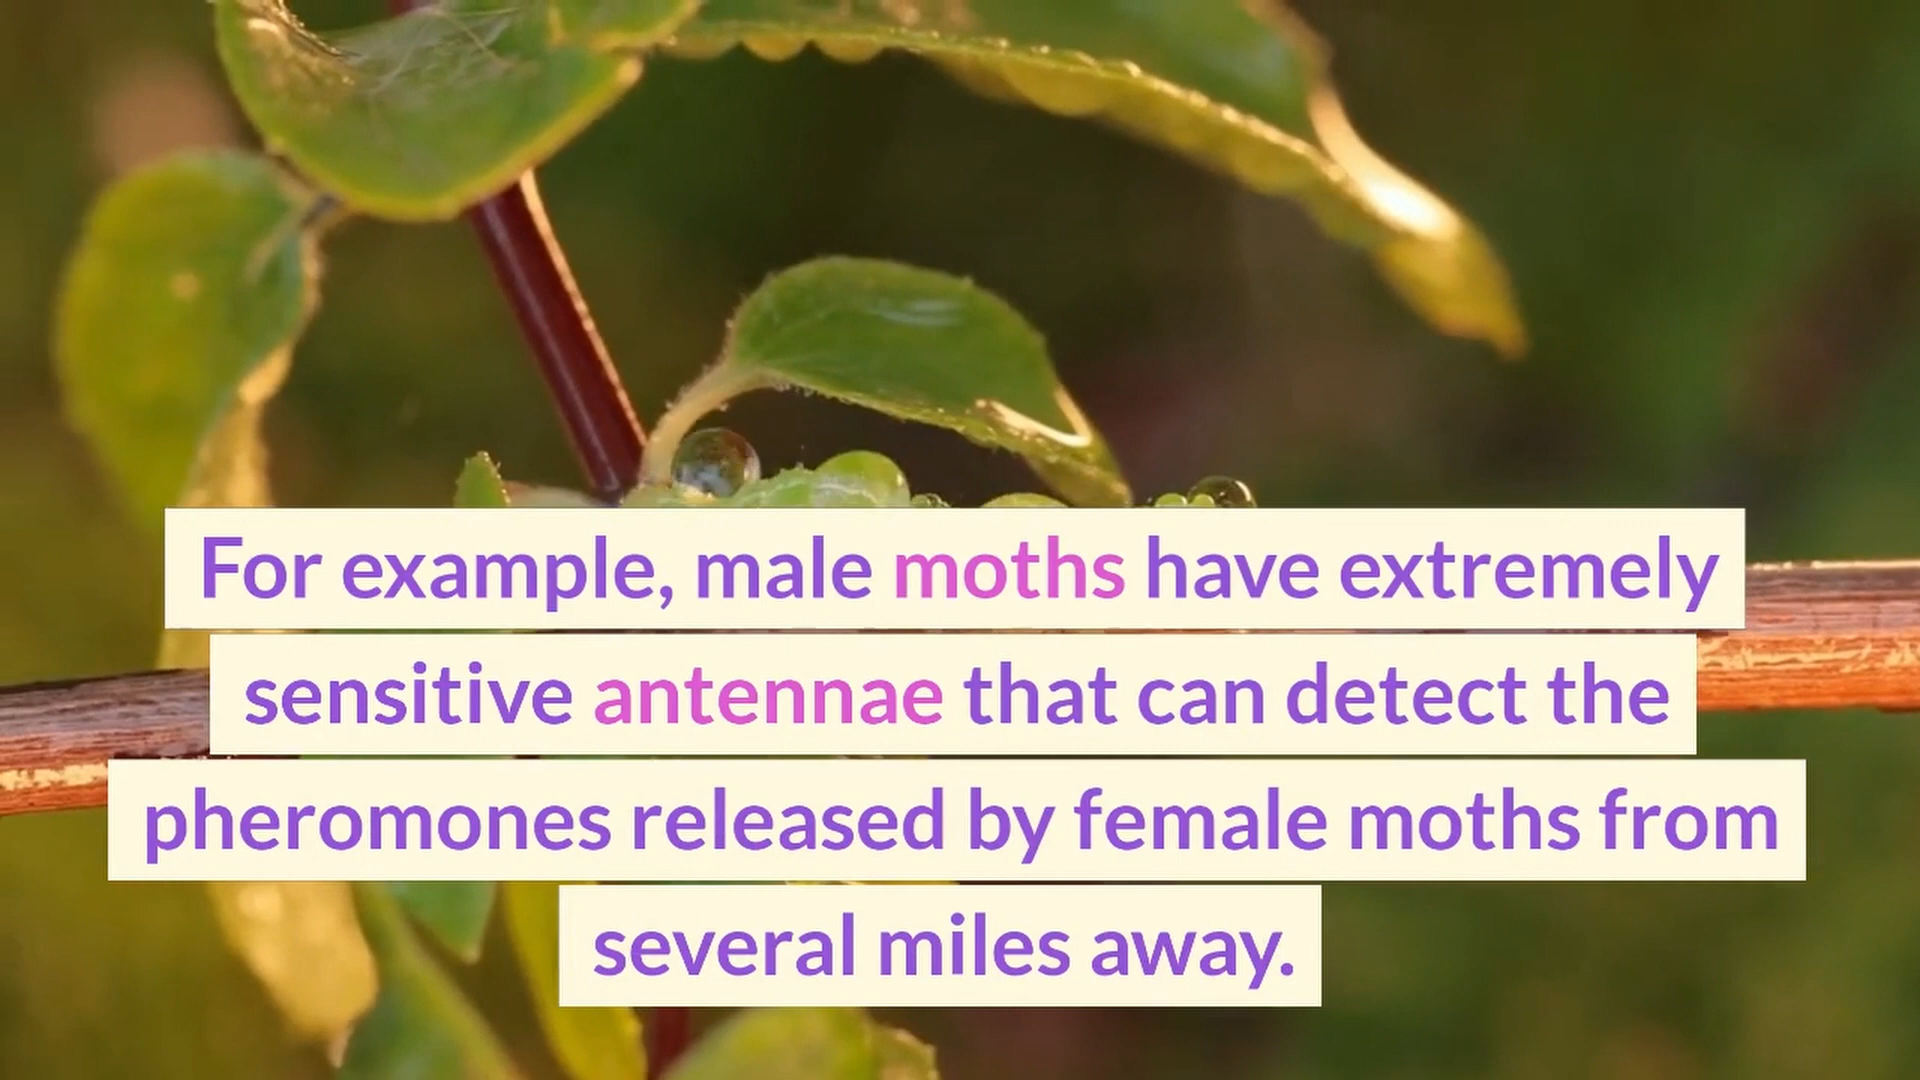 For example, male moths have extremely
sensitive antennae that can detect the
pheromones released by female moths from
several miles away.